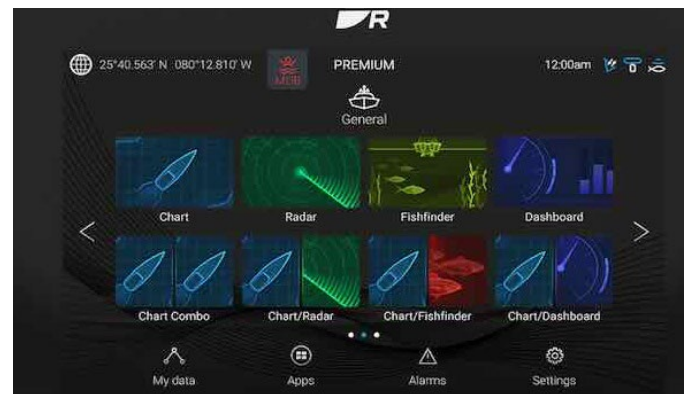 R
25°40.563' N 080°12.810' W
MOB
PREMIUM
12:00am
General
Chart
Radar
Fishfinder
Dashboard
Chart Combo
Chart/Radar
Chart/Fishfinder
Chart/Dashboard
My data
Apps
Alarms
Settings